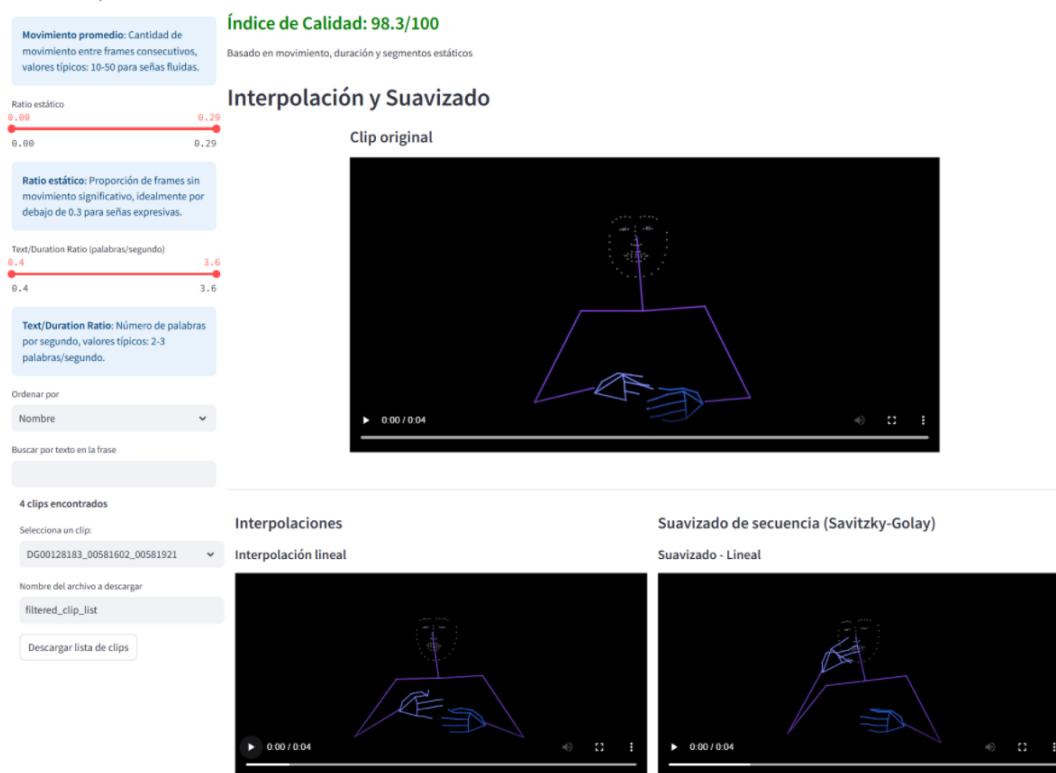 Movimiento promedio: Cantidad de
movimiento entre frames consecutivos,
valores típicos: 10-50 para señas fluidas.
Ratio estático
0.00 0.29
0.00 0.29
Ratio estático: Proporción de frames sin
movimiento significativo, idealmente por
debajo de 0.3 para señas expresivas.
Text/Duration Ratio (palabras/segundo)
0.4 3.6
0.4 3.6
Text/Duration Ratio: Número de palabras
por segundo, valores típicos: 2-3
palabras/segundo.
Ordenar por
Nombre
Buscar por texto en la frase
4 clips encontrados
Selecciona un clip:
DG00128183_00581602_00581921
Nombre del archivo a descargar
filtered_clip_list
Descargar lista de clips
Índice de Calidad: 98.3/100
Basado en movimiento, duración y segmentos estáticos
Interpolación y Suavizado
Clip original
0:00 / 0:04
Interpolaciones
Interpolación lineal
0:00 / 0:04
Suavizado de secuencia (Savitzky-Golay)
Suavizado - Lineal
0:00 / 0:04